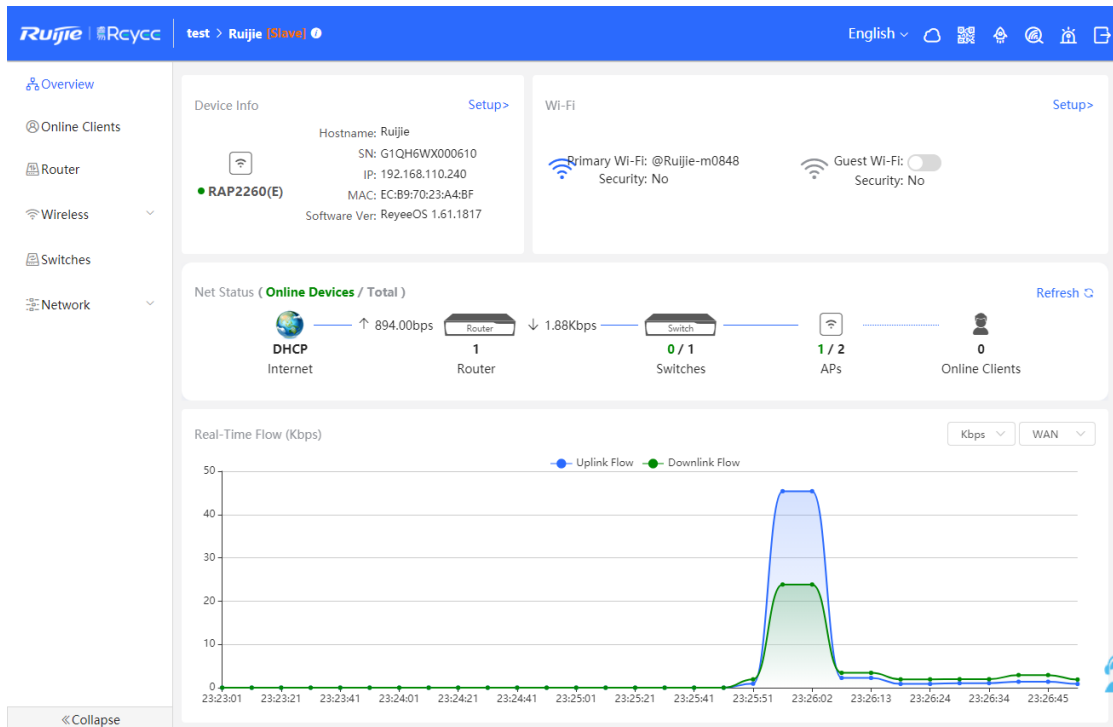 Ruijie | Reyee test > Ruijie [Slave] English
Overview
Online Clients
Router
Wireless
Switches
Network
Collapse
Device Info Setup>
Hostname: Ruijie
SN: G1QH6WX000610
IP: 192.168.110.240
MAC: EC:B9:70:23:A4:BF
Software Ver: ReyeeOS 1.61.1817
RAP2260(E)
Wi-Fi Setup>
Primary Wi-Fi: @Ruijie-m0848
Security: No
Guest Wi-Fi:
Security: No
Net Status ( Online Devices / Total ) Refresh
↑ 894.00bps Router ↓ 1.88Kbps Switch
DHCP 1 0 / 1 1 / 2 0
Internet Router Switches APs Online Clients
Real-Time Flow (Kbps) Kbps WAN
Uplink Flow Downlink Flow
50
40
30
20
10
0
23:23:01 23:23:21 23:23:41 23:24:01 23:24:21 23:24:41 23:25:01 23:25:21 23:25:41 23:25:51 23:26:02 23:26:13 23:26:24 23:26:34 23:26:45